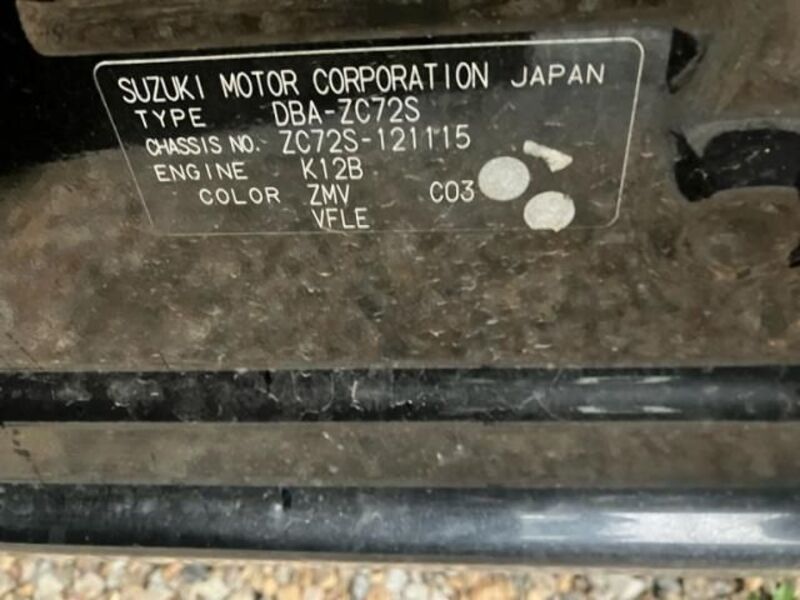 SUZUKI MOTOR CORPORATION JAPAN
TYPE DBA-ZC72S
CHASSIS NO. ZC72S-121115
ENGINE K12B
COLOR ZMV C03
VFLE